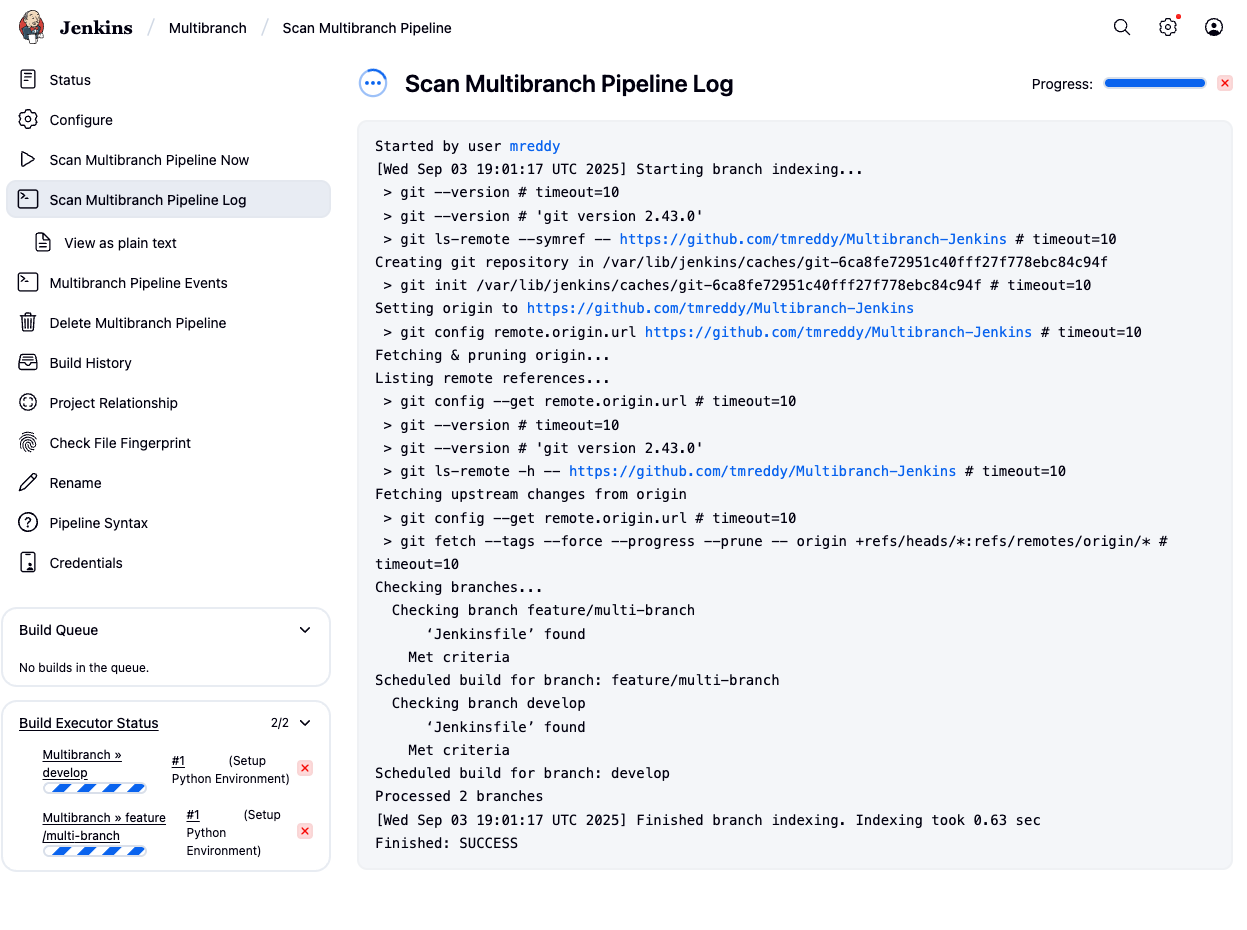 Jenkins / Multibranch / Scan Multibranch Pipeline
Status
Configure
Scan Multibranch Pipeline Now
Scan Multibranch Pipeline Log
View as plain text
Multibranch Pipeline Events
Delete Multibranch Pipeline
Build History
Project Relationship
Check File Fingerprint
Rename
Pipeline Syntax
Credentials
Build Queue
No builds in the queue.
Build Executor Status 2/2
Multibranch »
develop
#1 (Setup
Python Environment)
Multibranch » feature
/multi-branch
#1 (Setup
Python
Environment)
Scan Multibranch Pipeline Log
Progress:
Started by user mreddy
[Wed Sep 03 19:01:17 UTC 2025] Starting branch indexing...
 > git --version # timeout=10
 > git --version # 'git version 2.43.0'
 > git ls-remote --symref -- https://github.com/tmreddy/Multibranch-Jenkins # timeout=10
Creating git repository in /var/lib/jenkins/caches/git-6ca8fe72951c40fff27f778ebc84c94f
 > git init /var/lib/jenkins/caches/git-6ca8fe72951c40fff27f778ebc84c94f # timeout=10
Setting origin to https://github.com/tmreddy/Multibranch-Jenkins
 > git config remote.origin.url https://github.com/tmreddy/Multibranch-Jenkins # timeout=10
Fetching & pruning origin...
Listing remote references...
 > git config --get remote.origin.url # timeout=10
 > git --version # timeout=10
 > git --version # 'git version 2.43.0'
 > git ls-remote -h -- https://github.com/tmreddy/Multibranch-Jenkins # timeout=10
Fetching upstream changes from origin
 > git config --get remote.origin.url # timeout=10
 > git fetch --tags --force --progress --prune -- origin +refs/heads/*:refs/remotes/origin/* #
timeout=10
Checking branches...
  Checking branch feature/multi-branch
      ‘Jenkinsfile’ found
    Met criteria
Scheduled build for branch: feature/multi-branch
  Checking branch develop
      ‘Jenkinsfile’ found
    Met criteria
Scheduled build for branch: develop
Processed 2 branches
[Wed Sep 03 19:01:17 UTC 2025] Finished branch indexing. Indexing took 0.63 sec
Finished: SUCCESS